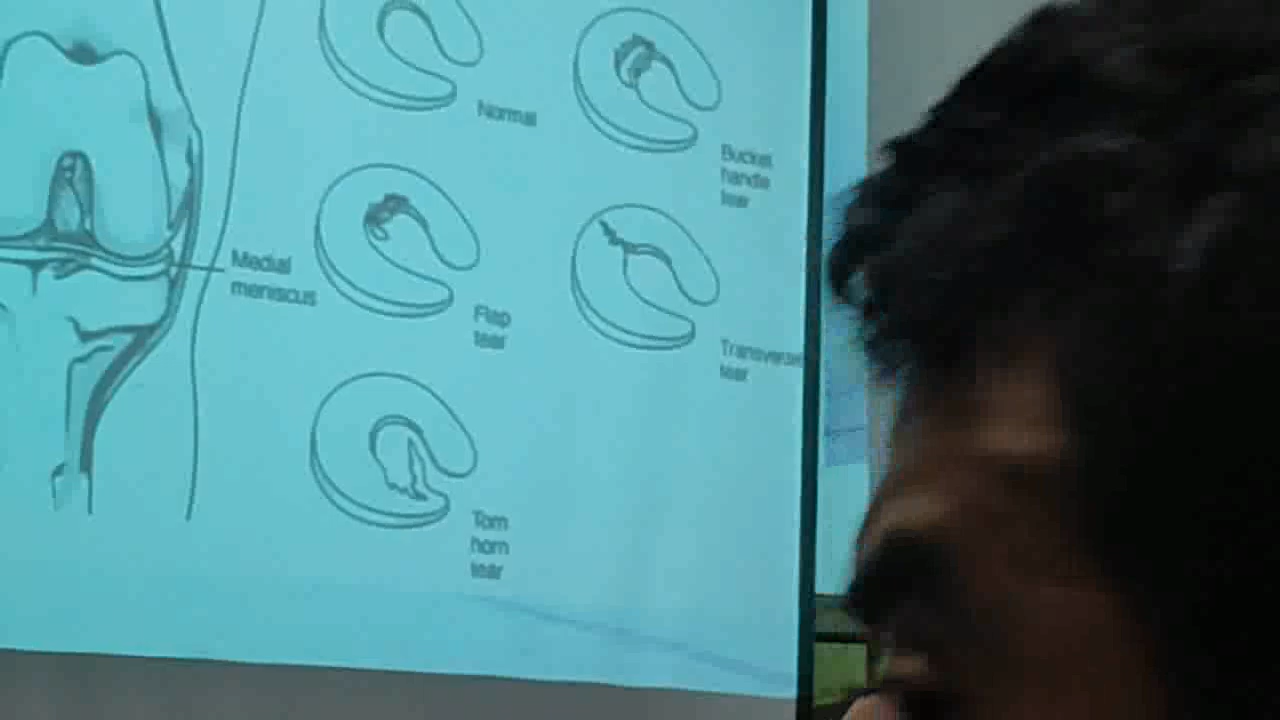 Normal
Bucket
handle
tear
Medial
meniscus
Flap
tear
Transverse
tear
Torn
horn
tear